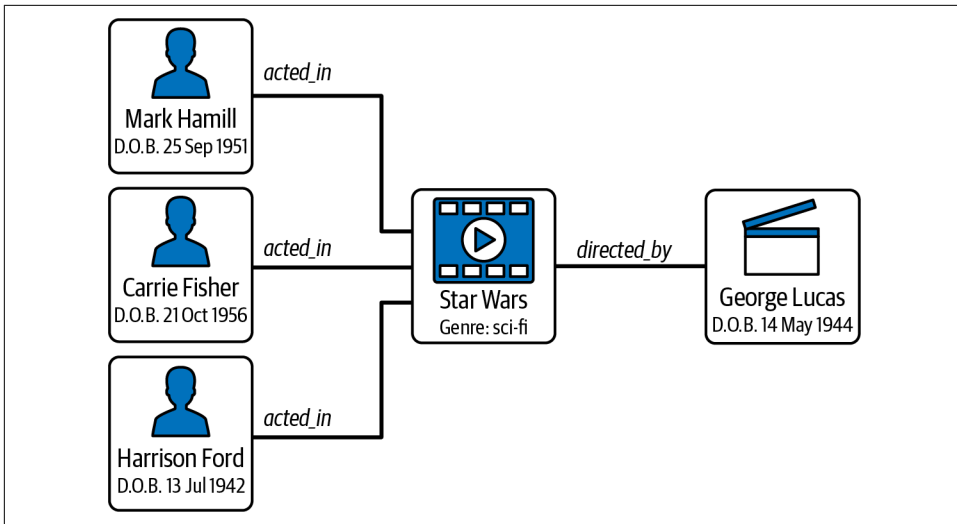 acted_in
Mark Hamill
D.O.B. 25 Sep 1951
acted_in
Carrie Fisher
D.O.B. 21 Oct 1956
acted_in
Harrison Ford
D.O.B. 13 Jul 1942
Star Wars
Genre: sci-fi
directed_by
George Lucas
D.O.B. 14 May 1944